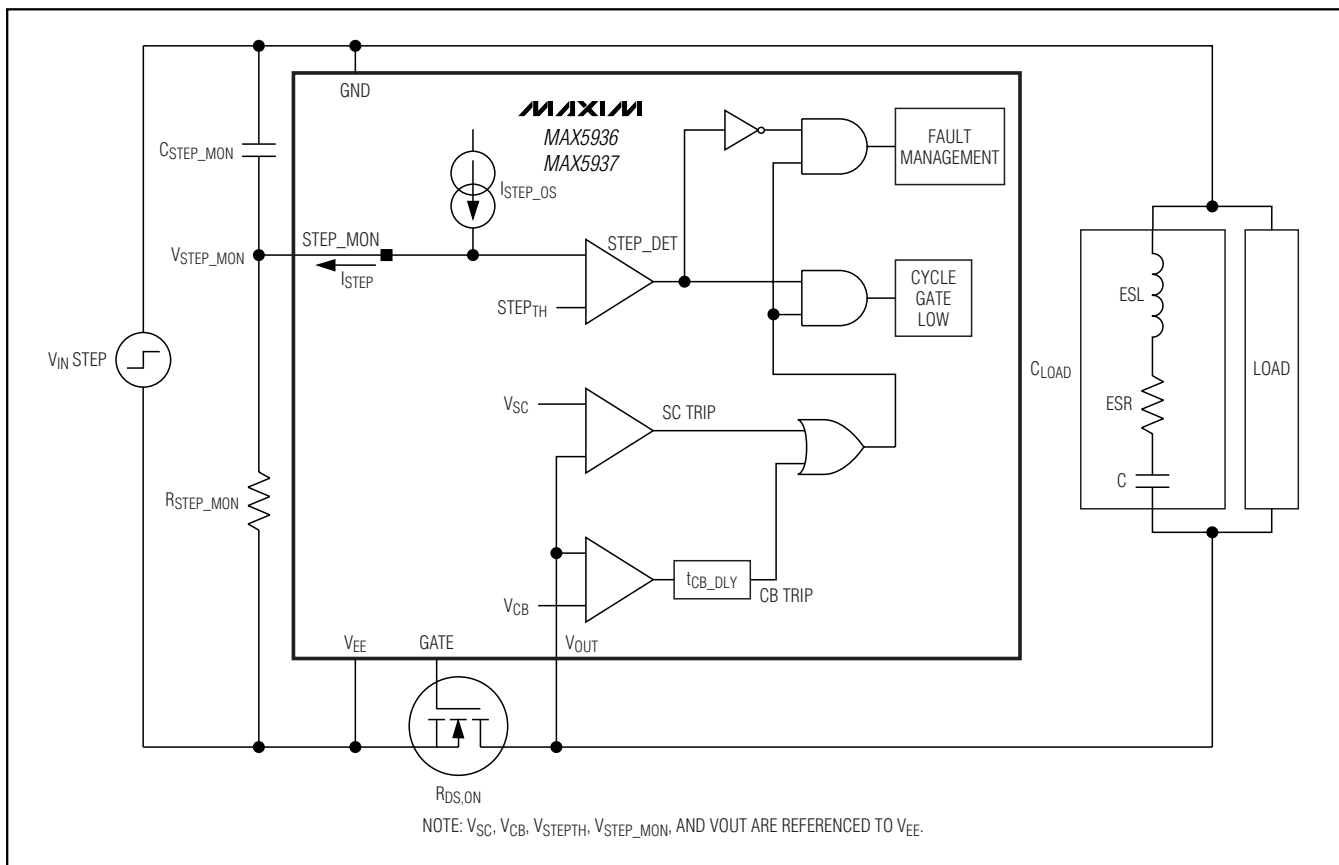 GND
MAXIM
MAX5936
MAX5937
CSTEP_MON
ISTEP_OS
FAULT
MANAGEMENT
STEP_MON
STEP_DET
VSTEP_MON
ISTEP
STEPTH
CYCLE
GATE
LOW
ESL
VIN STEP
CLOAD
LOAD
VSC
SC TRIP
ESR
RSTEP_MON
C
tCB_DLY
CB TRIP
VCB
VEE
GATE
VOUT
RDS,ON
NOTE: VSC, VCB, VSTEPTH, VSTEP_MON, AND VOUT ARE REFERENCED TO VEE.